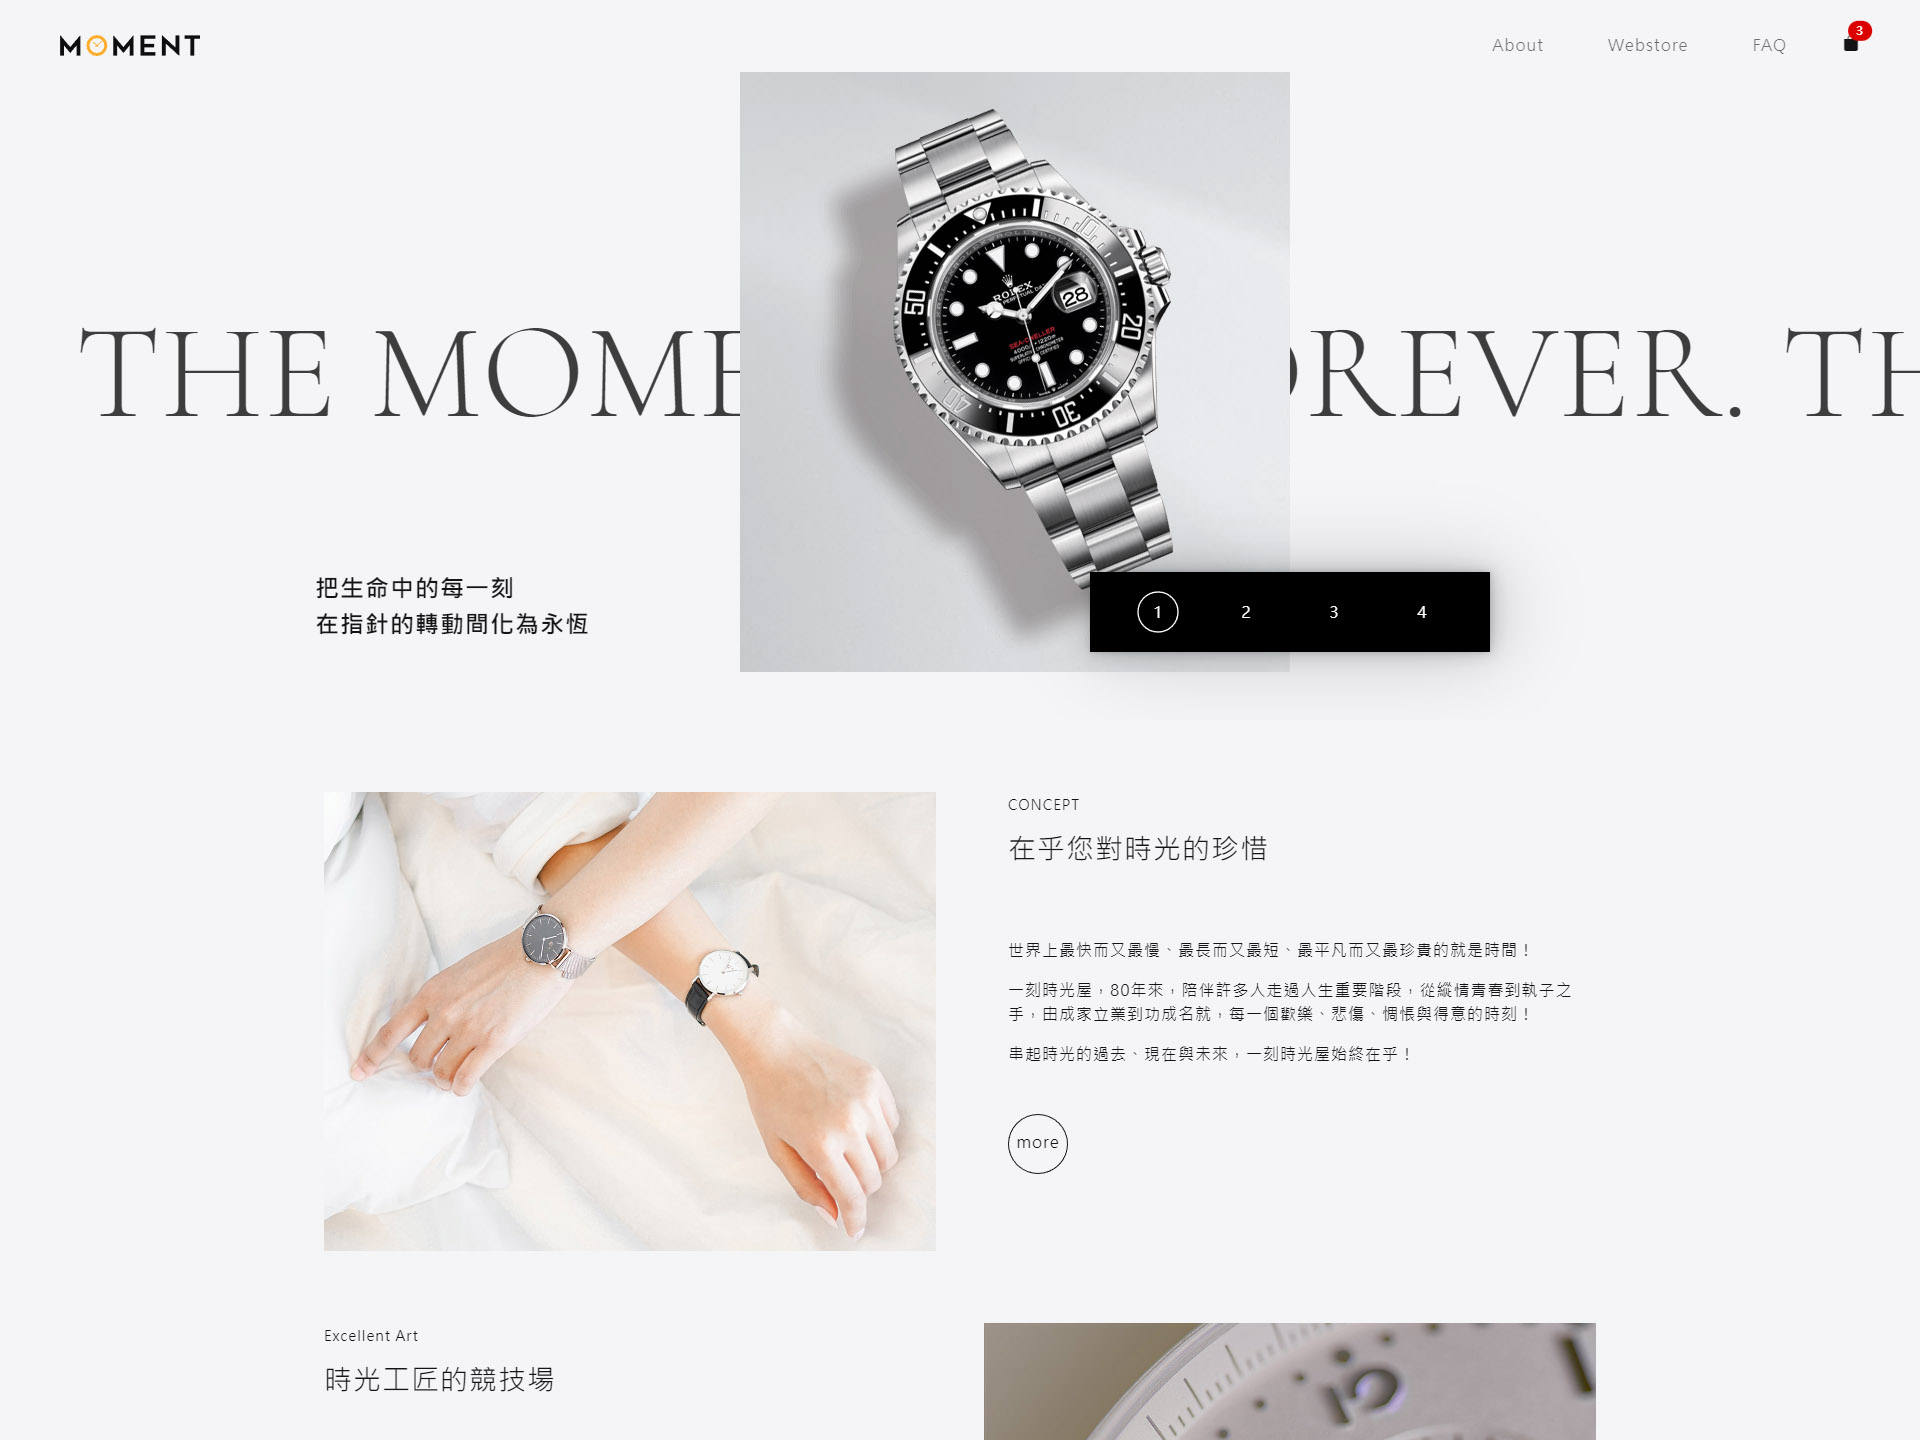 MOMENT
About
Webstore
FAQ
3
THE MOME
OREVER. TH
10
20
30
40
50
28
ROLEX
SEA-DWELLER
把生命中的每一刻
在指針的轉動間化為永恆
1
2
3
4
CONCEPT
在乎您對時光的珍惜
世界上最快而又最慢、最長而又最短、最平凡而又最珍貴的就是時間！
一刻時光屋，80年來，陪伴許多人走過人生重要階段，從縱情青春到執子之
手，由成家立業到功成名就，每一個歡樂、悲傷、惆悵與得意的時刻！
串起時光的過去、現在與未來，一刻時光屋始終在乎！
more
Excellent Art
時光工匠的競技場